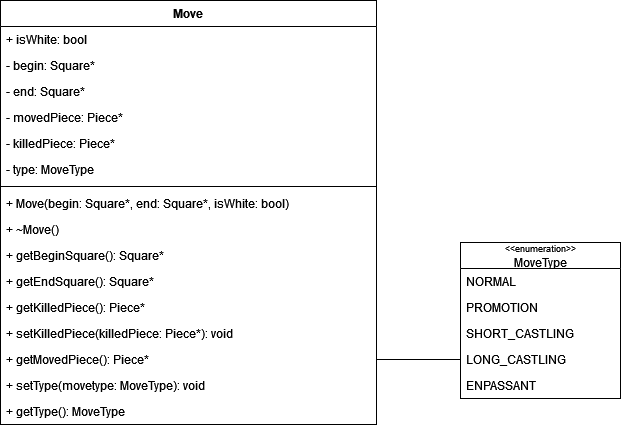 Move
+ isWhite: bool
- begin: Square*
- end: Square*
- movedPiece: Piece*
- killedPiece: Piece*
- type: MoveType
+ Move(begin: Square*, end: Square*, isWhite: bool)
+ ~Move()
+ getBeginSquare(): Square*
+ getEndSquare(): Square*
+ getKilledPiece(): Piece*
+ setKilledPiece(killedPiece: Piece*): void
+ getMovedPiece(): Piece*
+ setType(movetype: MoveType): void
+ getType(): MoveType
<<enumeration>>
MoveType
NORMAL
PROMOTION
SHORT_CASTLING
LONG_CASTLING
ENPASSANT